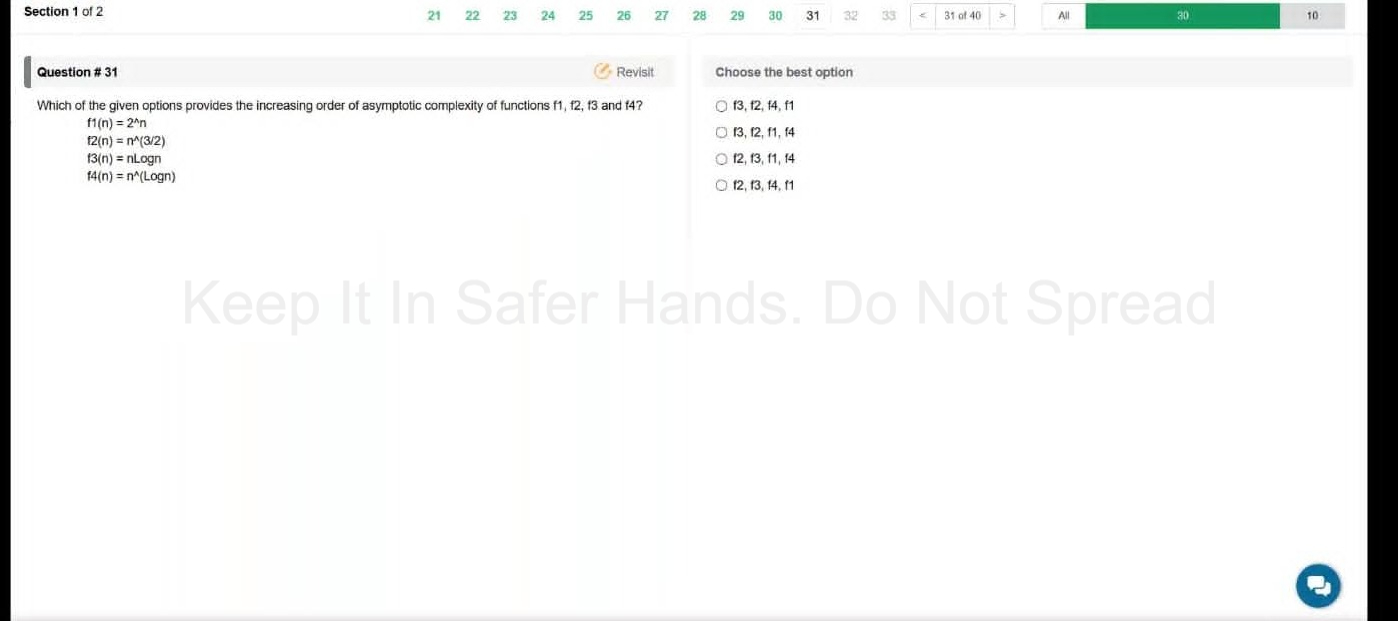 Section 1 of 2
21 22 23 24 25 26 27 28 29 30 31 32 33 < 31 of 40 > All 30 10
Question # 31
Revisit
Which of the given options provides the increasing order of asymptotic complexity of functions f1, f2, f3 and f4?
f1(n) = 2^n
f2(n) = n^(3/2)
f3(n) = nLogn
f4(n) = n^(Logn)
Choose the best option
f3, f2, f4, f1
f3, f2, f1, f4
f2, f3, f1, f4
f2, f3, f4, f1
Keep It In Safer Hands. Do Not Spread